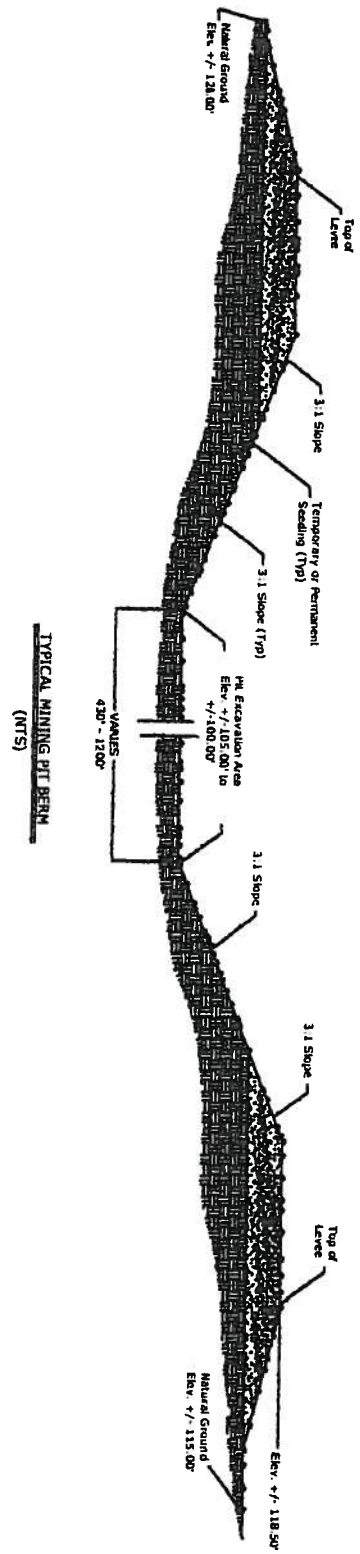 Natural Ground
Elev. +/- 128.00'
Top of
Levee
3:1 Slope
Temporary or Permanent
Seeding (Typ)
3:1 Slope (Typ)
Pit Excavation Area
Elev. +/-105.00' to
+/-100.00'
VARIES
430' - 1200'
3:1 Slope
3:1 Slope
Top of
Levee
Elev. +/- 118.50'
Natural Ground
Elev. +/- 115.00'
TYPICAL MINING PIT BERM
(NTS)